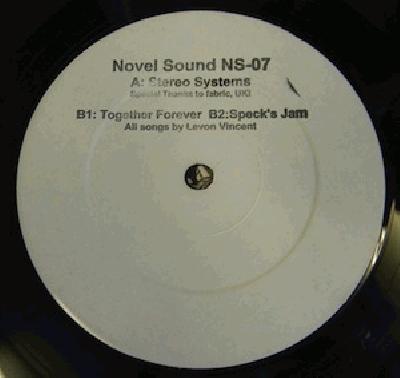 Novel Sound NS-07
A: Stereo Systems
Special Thanks to fabric, UK!
B1: Together Forever B2:Speck's Jam
All songs by Levon Vincent